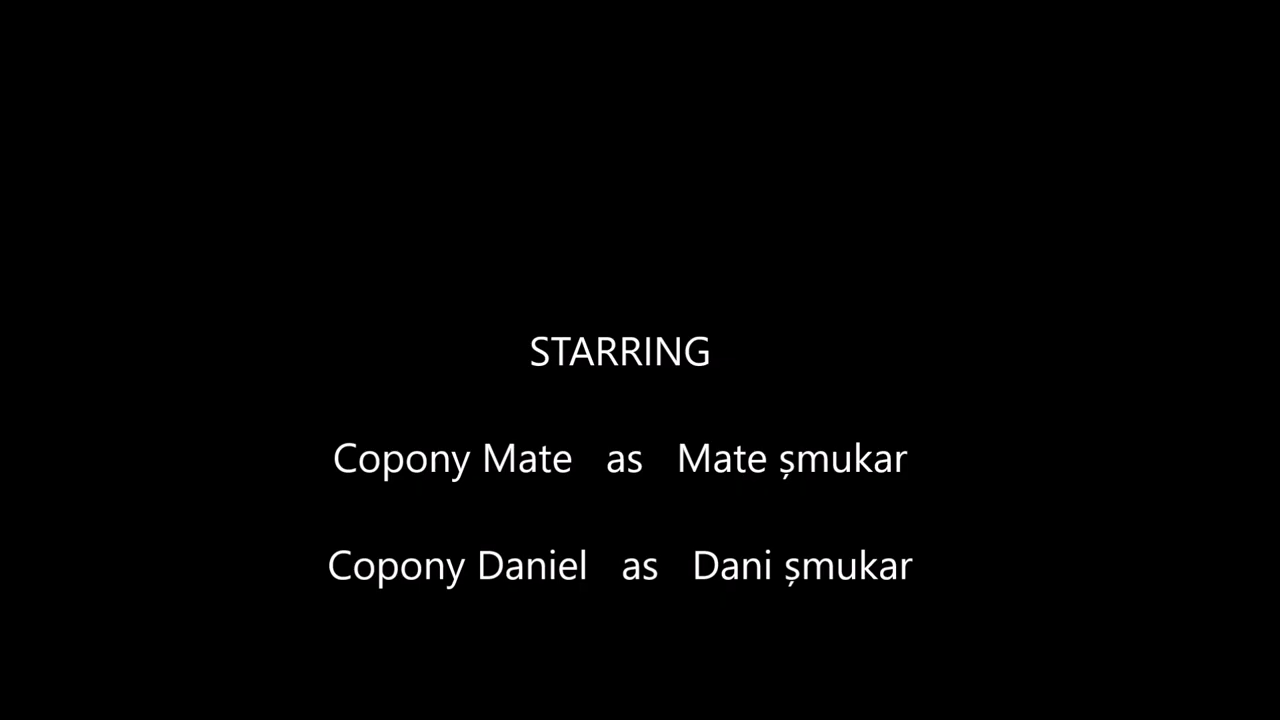 STARRING
Copony Mate as Mate șmukar
Copony Daniel as Dani șmukar